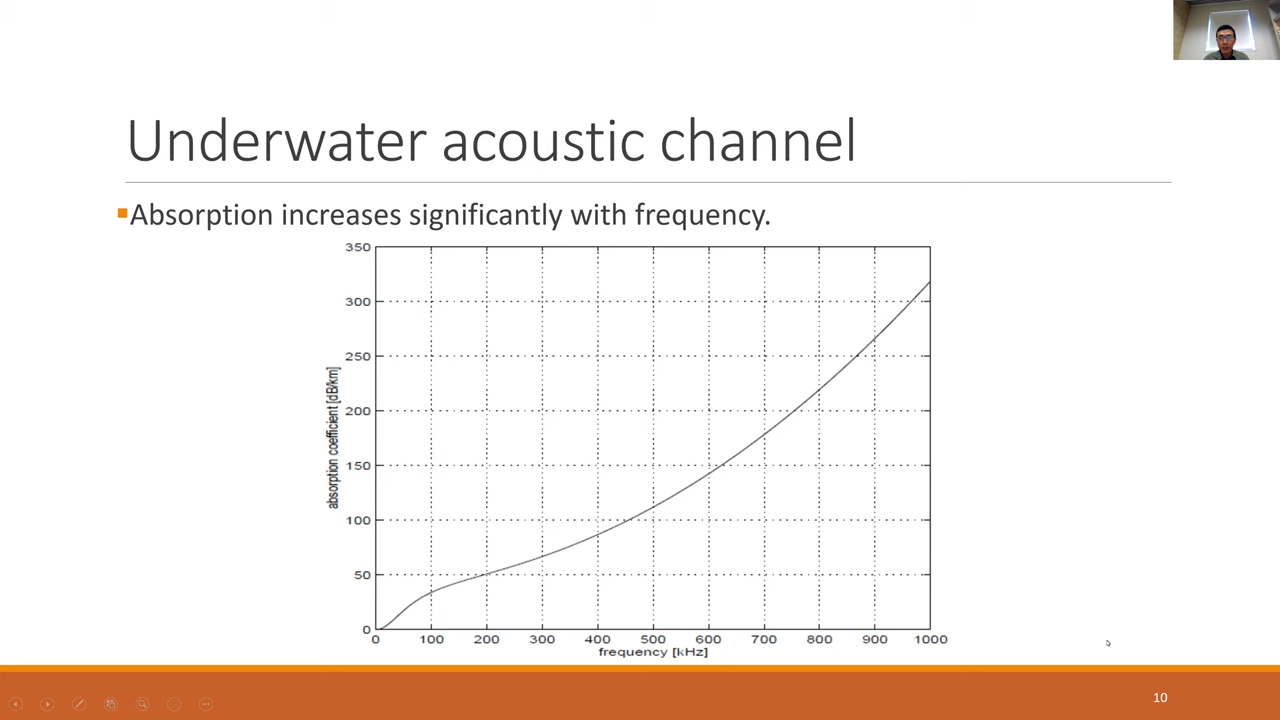 Underwater acoustic channel
Absorption increases significantly with frequency.
350
300
250
200
150
100
50
0
absorption coefficient [dB/km]
0 100 200 300 400 500 600 700 800 900 1000
frequency [kHz]
10